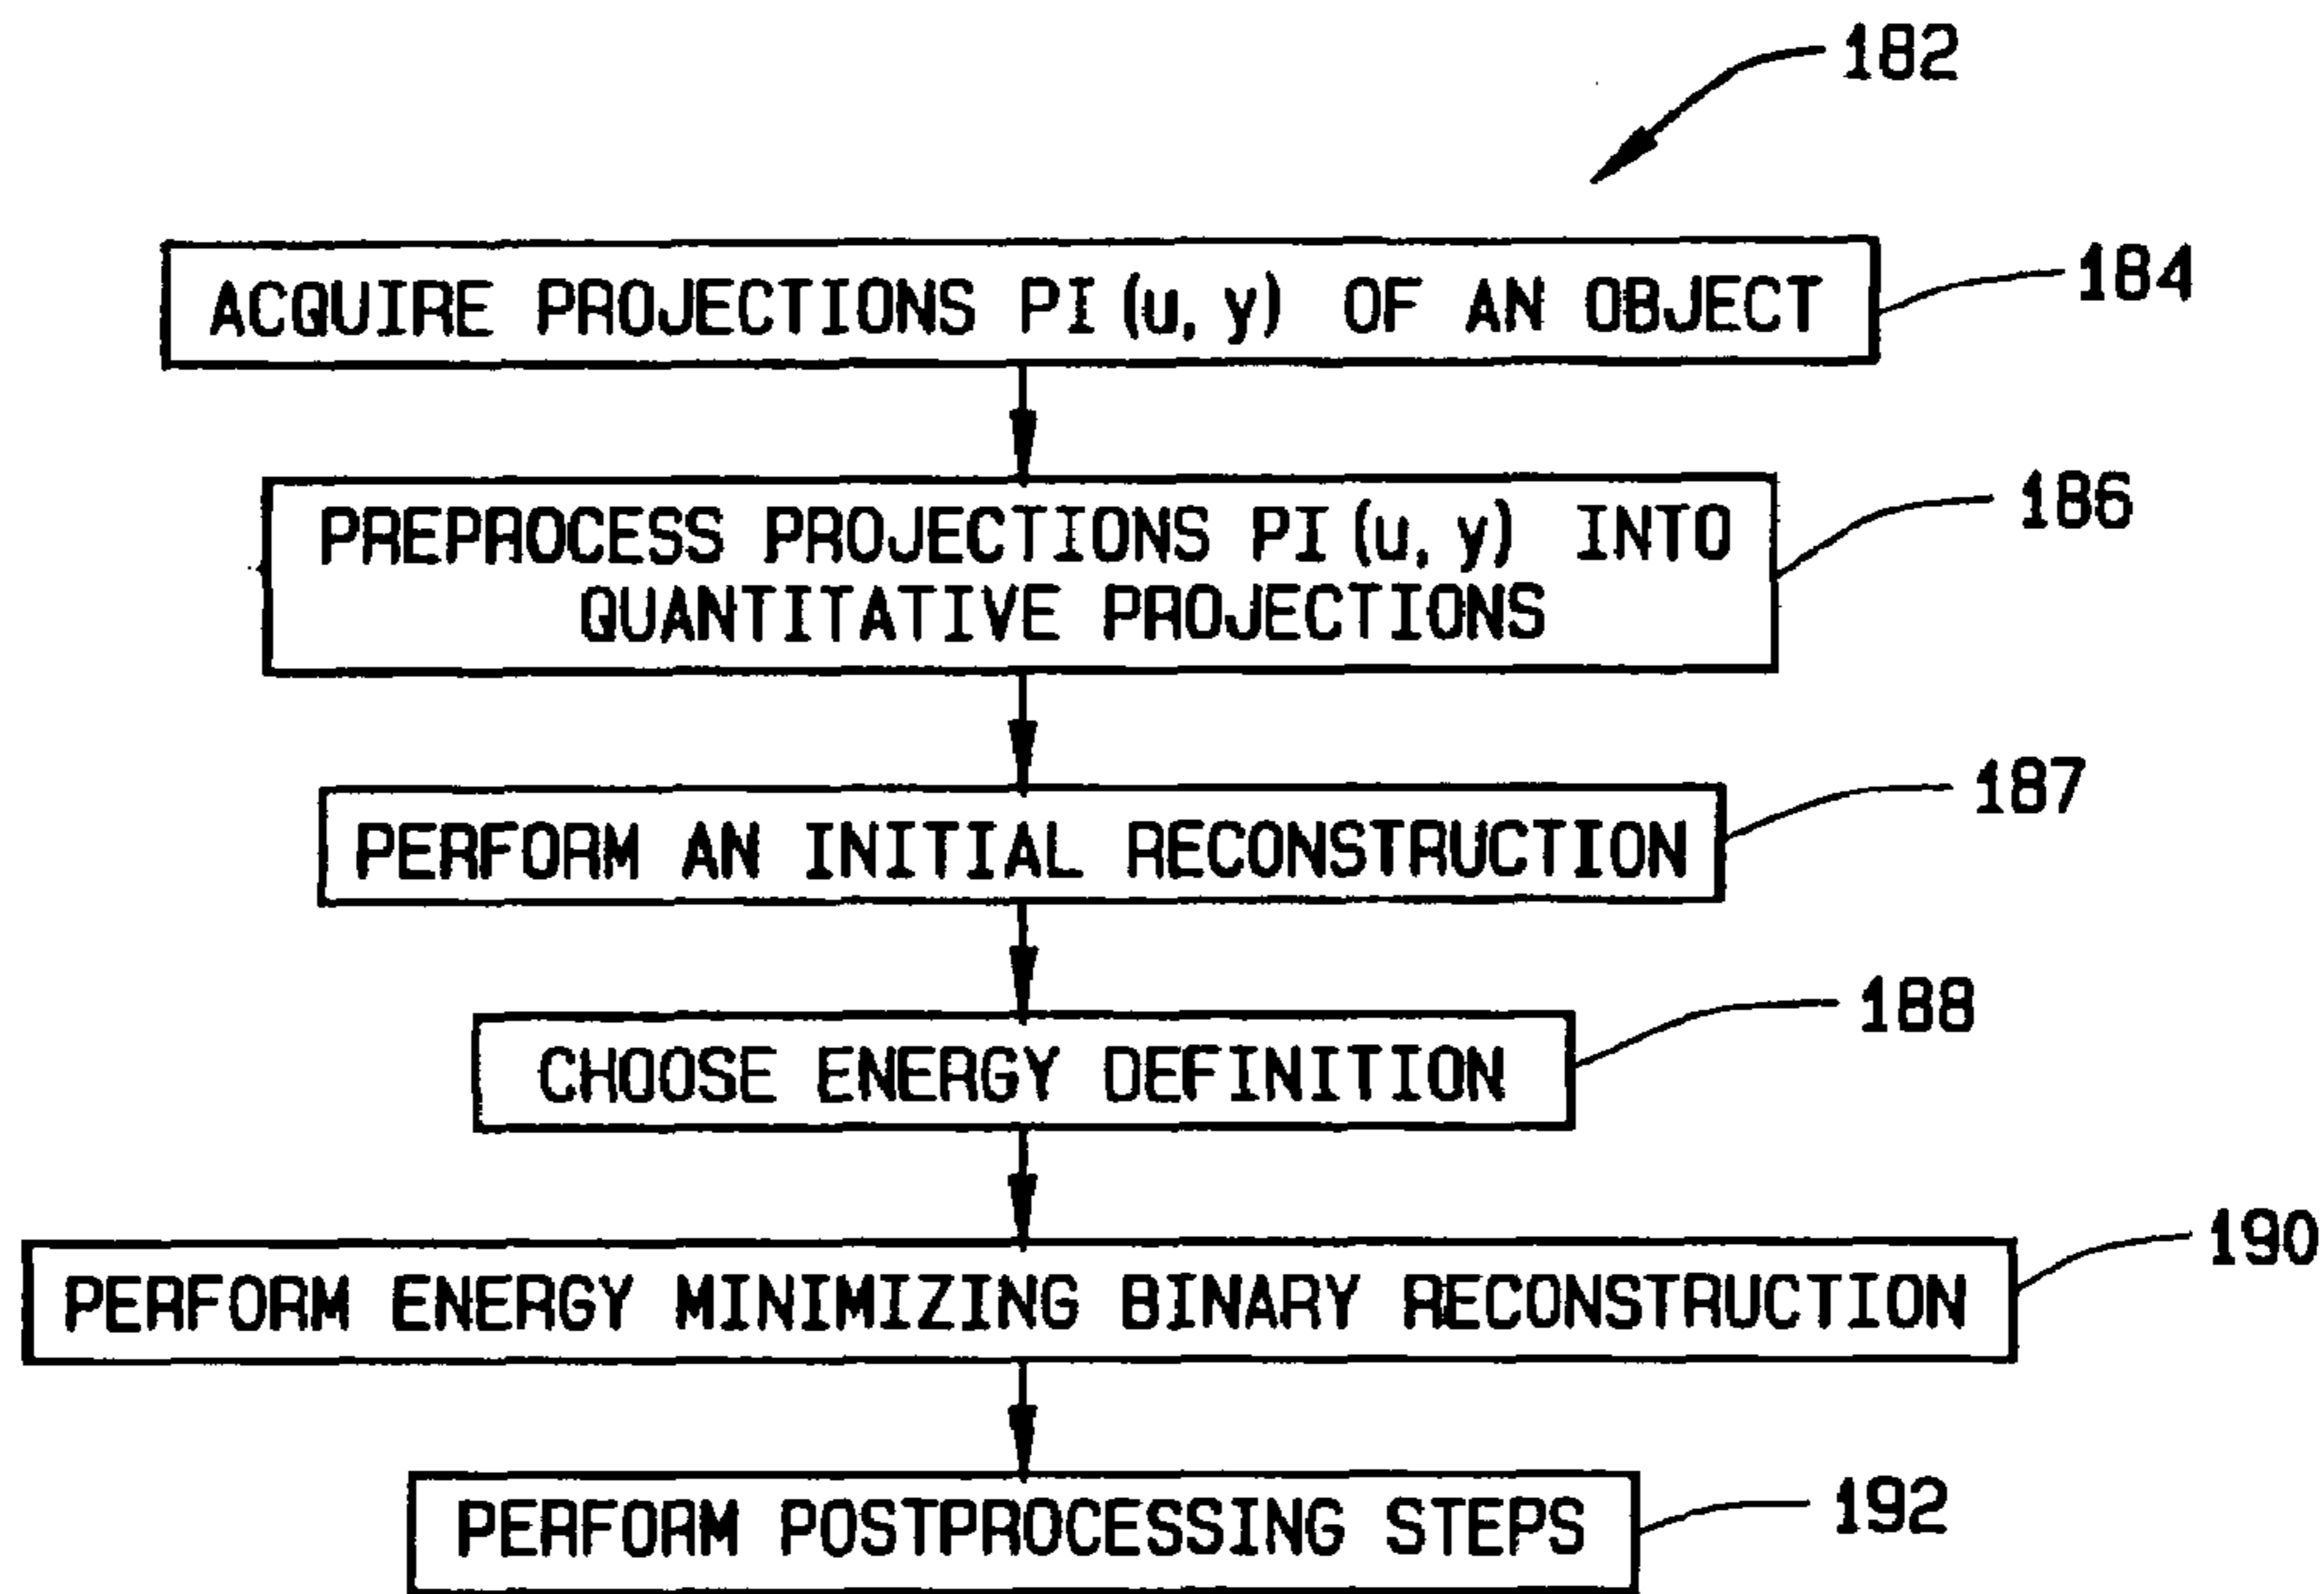 182
ACQUIRE PROJECTIONS PI(u, y) OF AN OBJECT
184
PREPROCESS PROJECTIONS PI(u, y) INTO
QUANTITATIVE PROJECTIONS
186
PERFORM AN INITIAL RECONSTRUCTION
187
CHOOSE ENERGY DEFINITION
188
PERFORM ENERGY MINIMIZING BINARY RECONSTRUCTION
190
PERFORM POSTPROCESSING STEPS
192